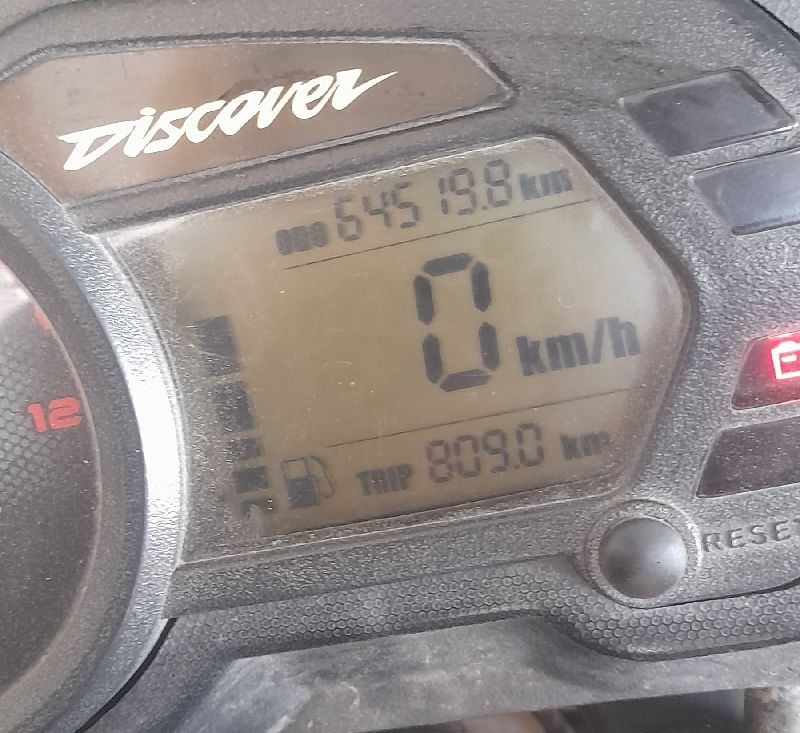 Discover
ODO 64519.8 km
0 km/h
12
TRIP 809.0 km
RESET